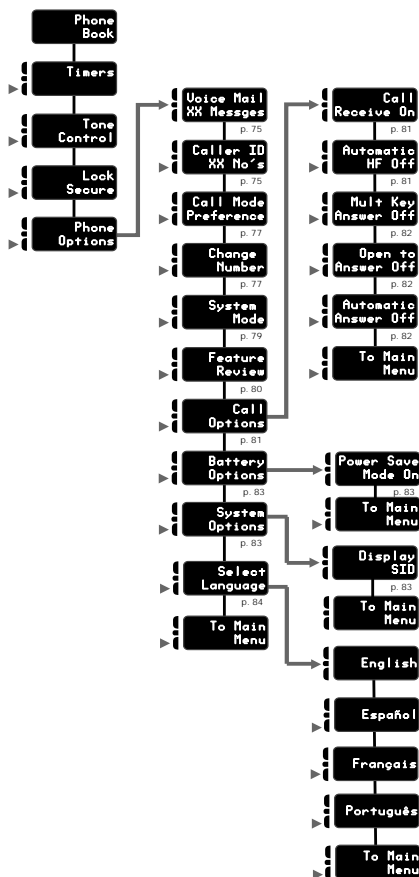 Phone
Book
Timers
Tone
Control
Lock
Secure
Phone
Options
Voice Mail
XX Messges
p. 75
Caller ID
XX No's
p. 75
Call Mode
Preference
p. 77
Change
Number
p. 77
System
Mode
p. 79
Feature
Review
p. 80
Call
Options
p. 81
Battery
Options
p. 83
System
Options
p. 83
Select
Language
p. 84
To Main
Menu
Call
Receive On
p. 81
Automatic
HF Off
p. 81
Mult Key
Answer Off
p. 82
Open to
Answer Off
p. 82
Automatic
Answer Off
p. 82
To Main
Menu
Power Save
Mode On
p. 83
To Main
Menu
Display
SID
p. 83
To Main
Menu
English
Español
Français
Português
To Main
Menu